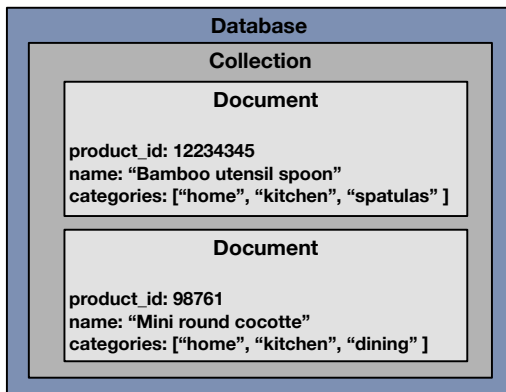 Database
Collection
Document
product_id: 12234345
name: “Bamboo utensil spoon”
categories: [“home”, “kitchen”, “spatulas” ]
Document
product_id: 98761
name: “Mini round cocotte”
categories: [“home”, “kitchen”, “dining” ]